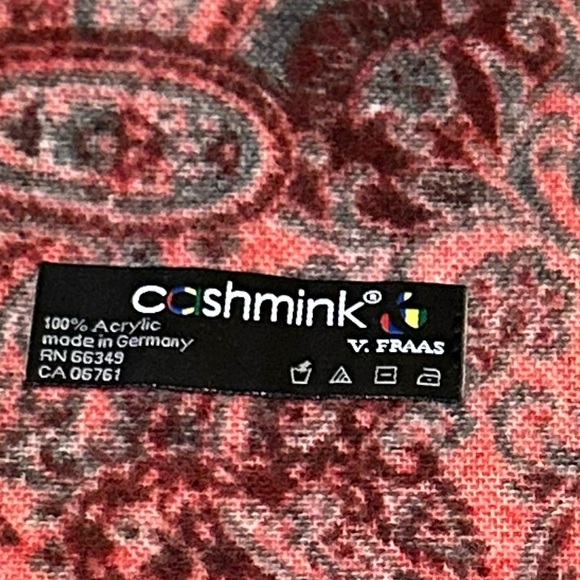 cashmink®
100% Acrylic
made in Germany
V. FRAAS
RN 66349
CA 06761